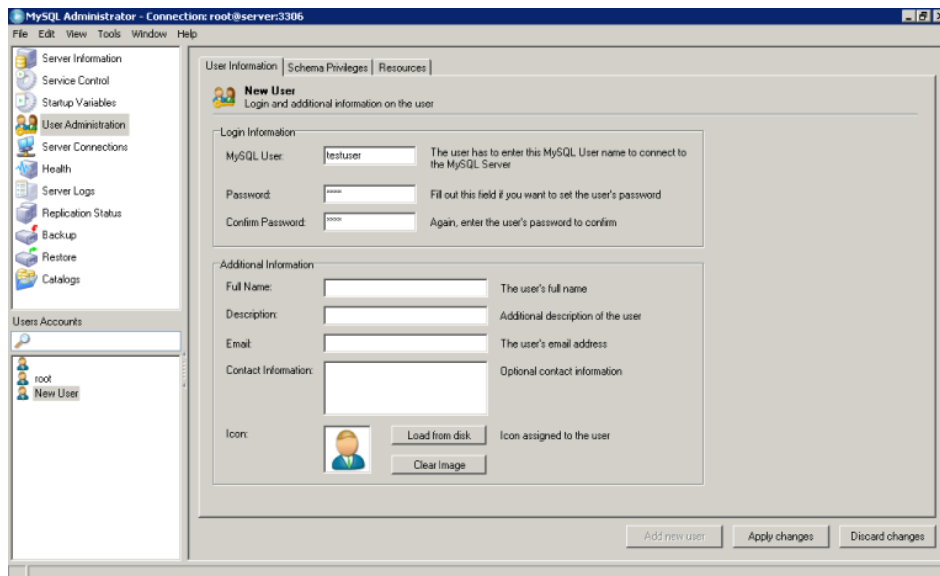 MySQL Administrator - Connection: root@server:3306
File Edit View Tools Window Help
Server Information
Service Control
Startup Variables
User Administration
Server Connections
Health
Server Logs
Replication Status
Backup
Restore
Catalogs
Users Accounts
root
New User
User Information
Schema Privileges
Resources
New User
Login and additional information on the user
Login Information
MySQL User:
testuser
The user has to enter this MySQL User name to connect to
the MySQL Server
Password:
****
Fill out this field if you want to set the user's password
Confirm Password:
****
Again, enter the user's password to confirm
Additional Information
Full Name:
The user's full name
Description:
Additional description of the user
Email:
The user's email address
Contact Information:
Optional contact information
Icon:
Load from disk
Icon assigned to the user
Clear Image
Add new user
Apply changes
Discard changes